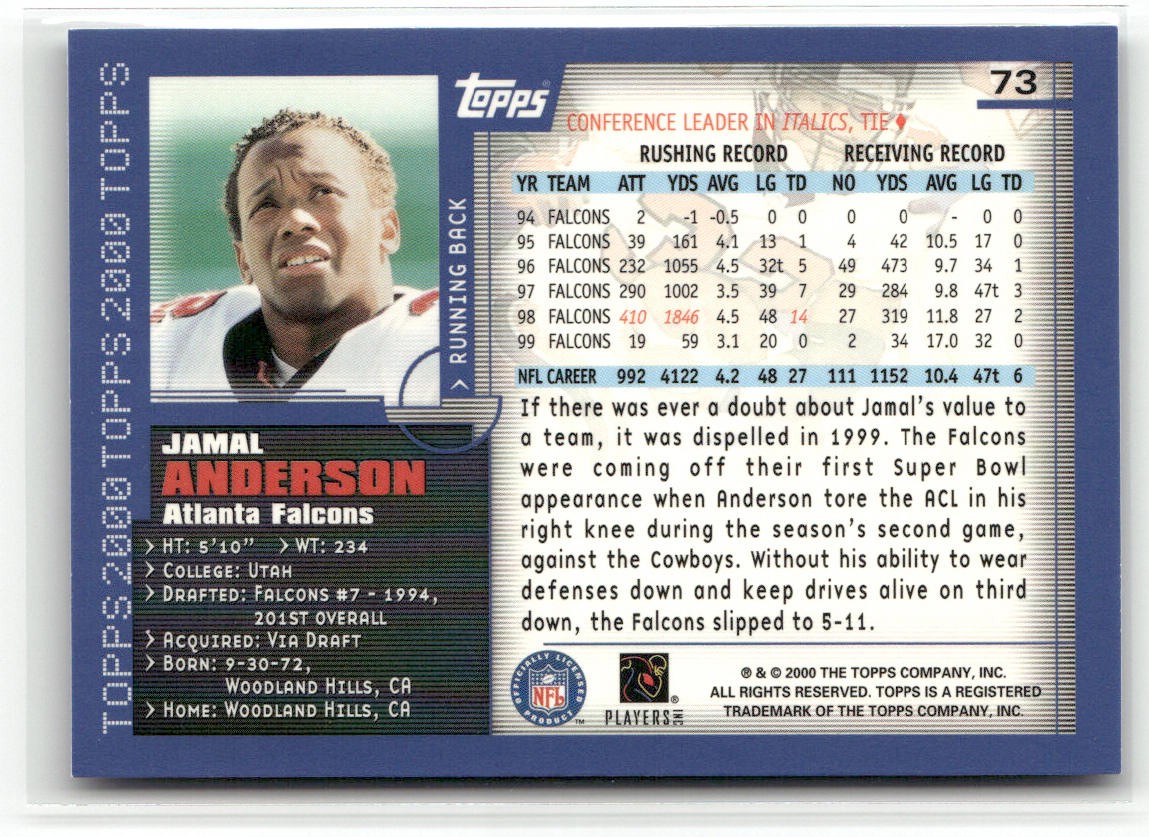 TOPPS 2000 TOPPS 2000 TOPPS 2000 TOPPS
topps
73
CONFERENCE LEADER IN ITALICS, TIE ♦
RUSHING RECORD RECEIVING RECORD
YR TEAM ATT YDS AVG LG TD NO YDS AVG LG TD
94 FALCONS 2 -1 -0.5 0 0 0 0 - 0 0
95 FALCONS 39 161 4.1 13 1 4 42 10.5 17 0
96 FALCONS 232 1055 4.5 32t 5 49 473 9.7 34 1
97 FALCONS 290 1002 3.5 39 7 29 284 9.8 47t 3
98 FALCONS 410 1846 4.5 48 14 27 319 11.8 27 2
99 FALCONS 19 59 3.1 20 0 2 34 17.0 32 0
NFL CAREER 992 4122 4.2 48 27 111 1152 10.4 47t 6
> RUNNING BACK
If there was ever a doubt about Jamal's value to
a team, it was dispelled in 1999. The Falcons
were coming off their first Super Bowl
appearance when Anderson tore the ACL in his
right knee during the season's second game,
against the Cowboys. Without his ability to wear
defenses down and keep drives alive on third
down, the Falcons slipped to 5-11.
JAMAL
ANDERSON
Atlanta Falcons
> HT: 5'10" > WT: 234
> COLLEGE: UTAH
> DRAFTED: FALCONS #7 - 1994,
201ST OVERALL
> ACQUIRED: VIA DRAFT
> BORN: 9-30-72,
WOODLAND HILLS, CA
> HOME: WOODLAND HILLS, CA
OFFICIALLY LICENSED
NFL
PRODUCT ™
PLAYERS INC ®
® & © 2000 THE TOPPS COMPANY, INC.
ALL RIGHTS RESERVED. TOPPS IS A REGISTERED
TRADEMARK OF THE TOPPS COMPANY, INC.